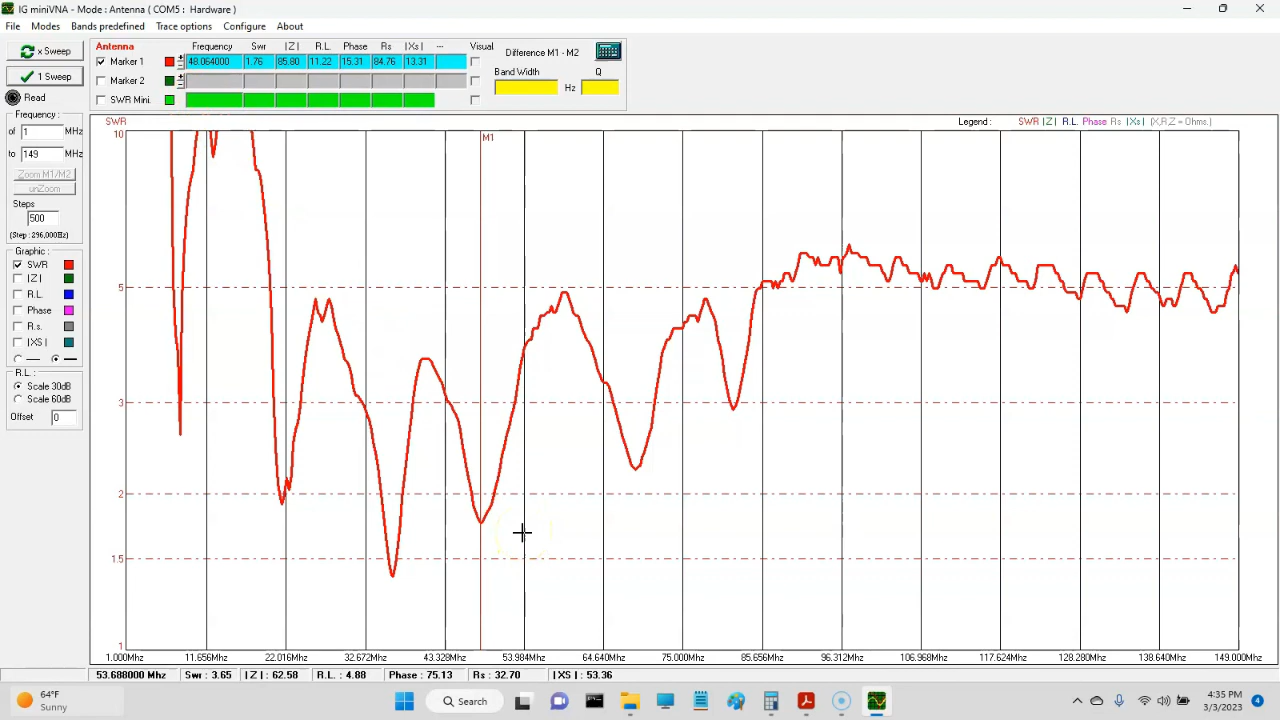 IG miniVNA - Mode : Antenna ( COM5 : Hardware )
File Modes Bands predefined Trace options Configure About
x Sweep
1 Sweep
Read
Antenna Frequency Swr |Z| R.L. Phase Rs |Xs| --- Visual
Marker 1 48.064000 1.76 85.80 11.22 15.31 84.76 13.31
Marker 2
SWR Mini.
Difference M1 - M2
Band Width Q
Hz
Frequency :
of 1 MHz
to 149 MHz
Zoom M1/M2
unZoom
Steps
500
(Step : 296,000Hz)
Graphic :
SWR
|Z|
R.L.
Phase
R.s.
|XS|
R.L. :
Scale 30dB
Scale 60dB
Offset 0
SWR
Legend : SWR |Z| R.L. Phase Rs |Xs| (X,R,Z = Ohms.)
M1
10
5
3
2
1.5
1
1.000Mhz 11.656Mhz 22.016Mhz 32.672Mhz 43.328Mhz 53.984Mhz 64.640Mhz 75.000Mhz 85.656Mhz 96.312Mhz 106.968Mhz 117.624Mhz 128.280Mhz 138.640Mhz 149.000Mhz
53.688000 Mhz Swr : 3.65 |Z| : 62.58 R.L. : 4.88 Phase : 75.13 Rs : 32.70 |XS| : 53.36
64°F
Sunny
Search
4:35 PM
3/3/2023
4